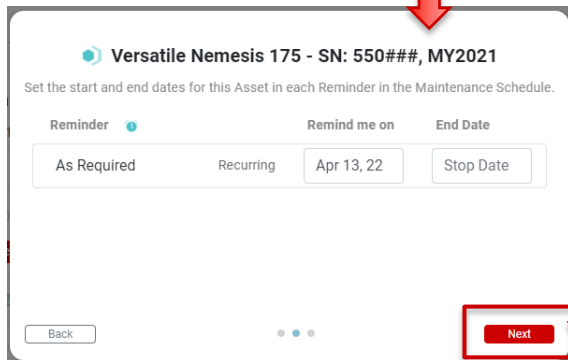 Versatile Nemesis 175 - SN: 550###, MY2021
Set the start and end dates for this Asset in each Reminder in the Maintenance Schedule.
Reminder Remind me on End Date
As Required Recurring Apr 13, 22 Stop Date
Back Next